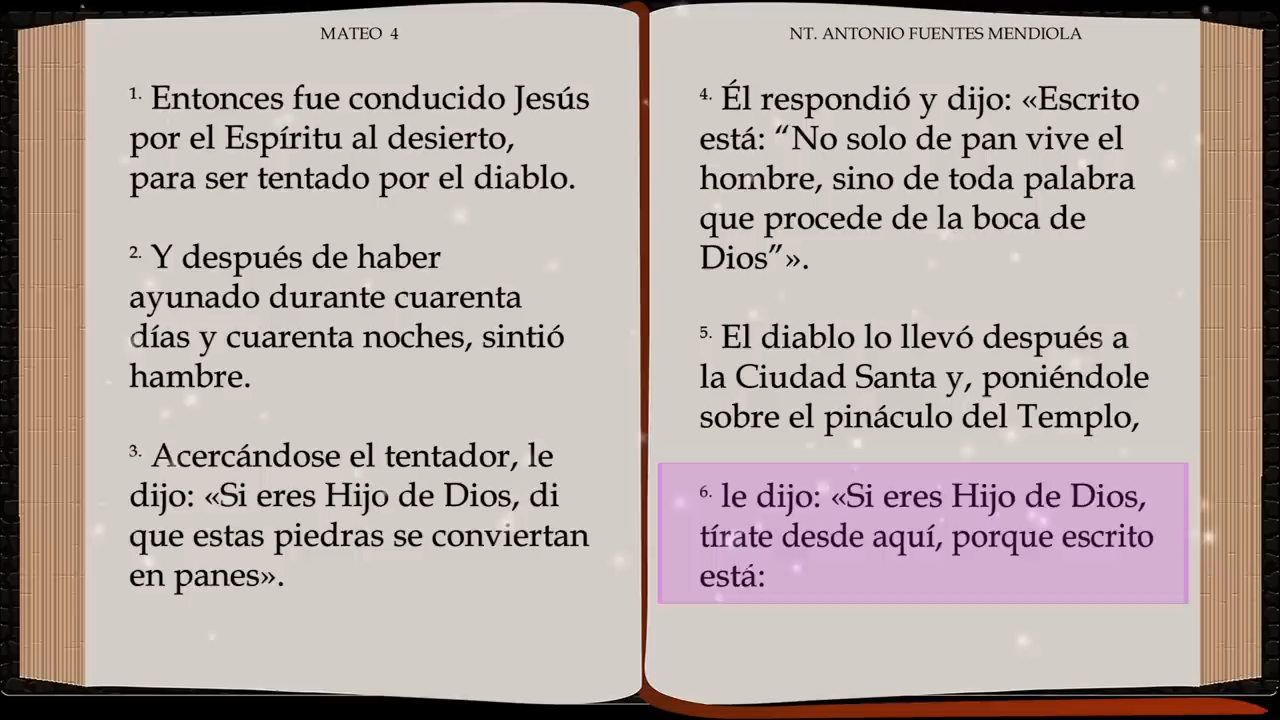 MATEO 4
1. Entonces fue conducido Jesús
por el Espíritu al desierto,
para ser tentado por el diablo.
2. Y después de haber
ayunado durante cuarenta
días y cuarenta noches, sintió
hambre.
3. Acercándose el tentador, le
dijo: «Si eres Hijo de Dios, di
que estas piedras se conviertan
en panes».
NT. ANTONIO FUENTES MENDIOLA
4. Él respondió y dijo: «Escrito
está: “No solo de pan vive el
hombre, sino de toda palabra
que procede de la boca de
Dios”».
5. El diablo lo llevó después a
la Ciudad Santa y, poniéndole
sobre el pináculo del Templo,
6. le dijo: «Si eres Hijo de Dios,
tírate desde aquí, porque escrito
está: